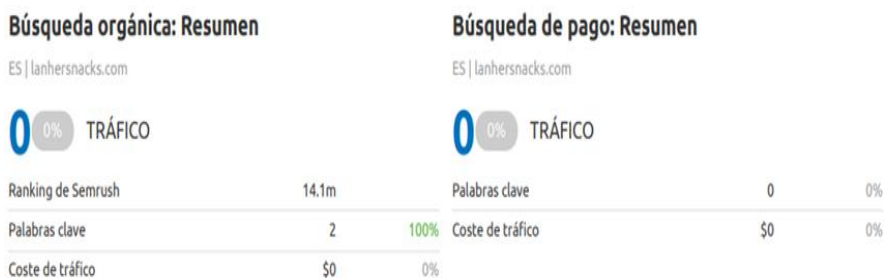 Búsqueda orgánica: Resumen
ES | lanhersnacks.com
0 0% TRÁFICO
Ranking de Semrush 14.1m
Palabras clave 2 100%
Coste de tráfico $0 0%
Búsqueda de pago: Resumen
ES | lanhersnacks.com
0 0% TRÁFICO
Palabras clave 0 0%
Coste de tráfico $0 0%